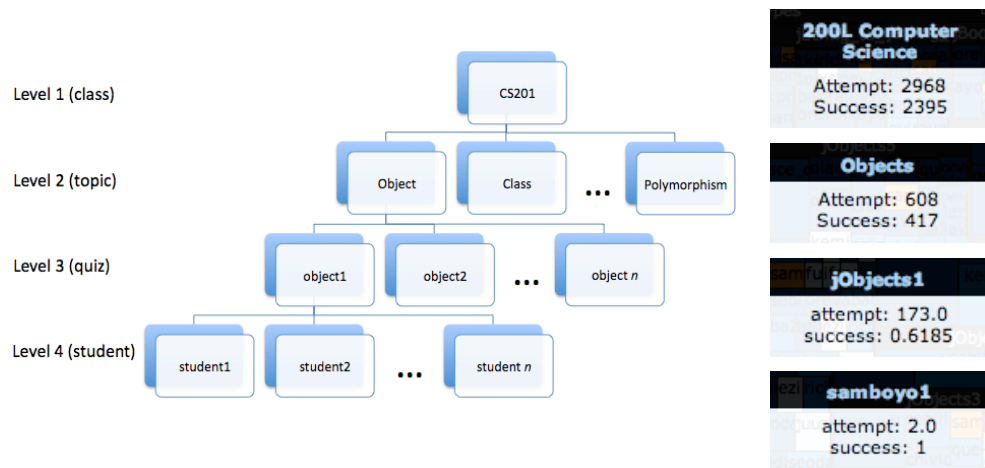 Level 1 (class)
CS201
Level 2 (topic)
Object
Class
...
Polymorphism
Level 3 (quiz)
object1
object2
...
object n
Level 4 (student)
student1
student2
...
student n
200L Computer
Science
Attempt: 2968
Success: 2395
Objects
Attempt: 608
Success: 417
jObjects1
attempt: 173.0
success: 0.6185
samboyo1
attempt: 2.0
success: 1